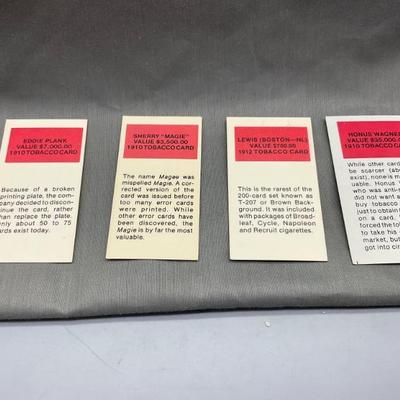 EDDIE PLANK
VALUE $7,000.00
1910 TOBACCO CARD
Because of a broken
printing plate, the com-
pany decided to discon-
tinue the card, rather
than replace the plate.
Only about 50 to 75
cards exist today.
SHERRY "MAGIE"
VALUE $3,500.00
1910 TOBACCO CARD
The name Magee was
mispelled Magie. A cor-
rected version of the
card was issued before
too many error cards
were printed. While
other error cards have
been discovered, the
Magie is by far the most
valuable.
LEWIS (BOSTON—NL)
VALUE $700.00
1912 TOBACCO CARD
This is the rarest of the
200-card set known as
T-207 or Brown Back-
ground. It was included
with packages of Broad-
leaf, Cycle, Napoleon
and Recruit cigarettes.
HONUS WAGNER
VALUE $35,000.00
1910 TOBACCO CARD
While other card
be scarcer (abo
exist), none is m
uable. Honus
who was anti-
did not want
buy tobacco
just to obtain
on a card.
forced the to
to take his
market, but
got into cir